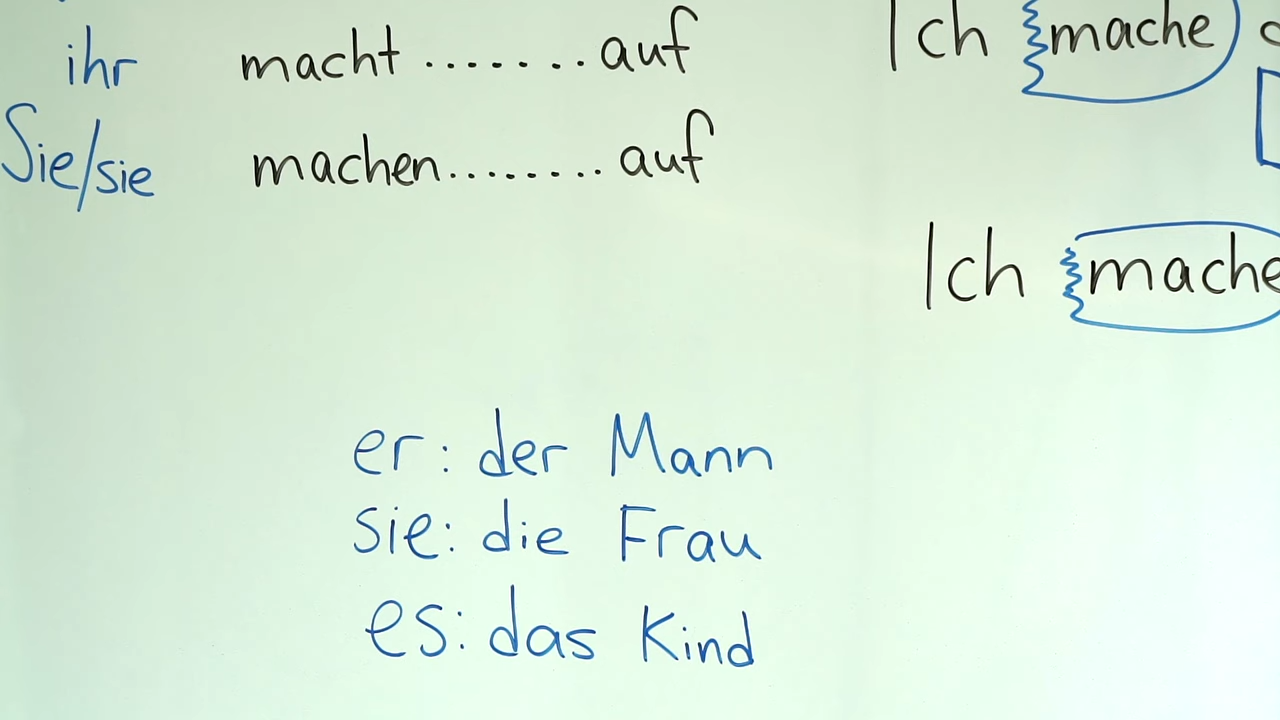 ihr macht ....... auf
Sie/sie machen........ auf
Ich mache
Ich mache
er: der Mann
sie: die Frau
es: das Kind